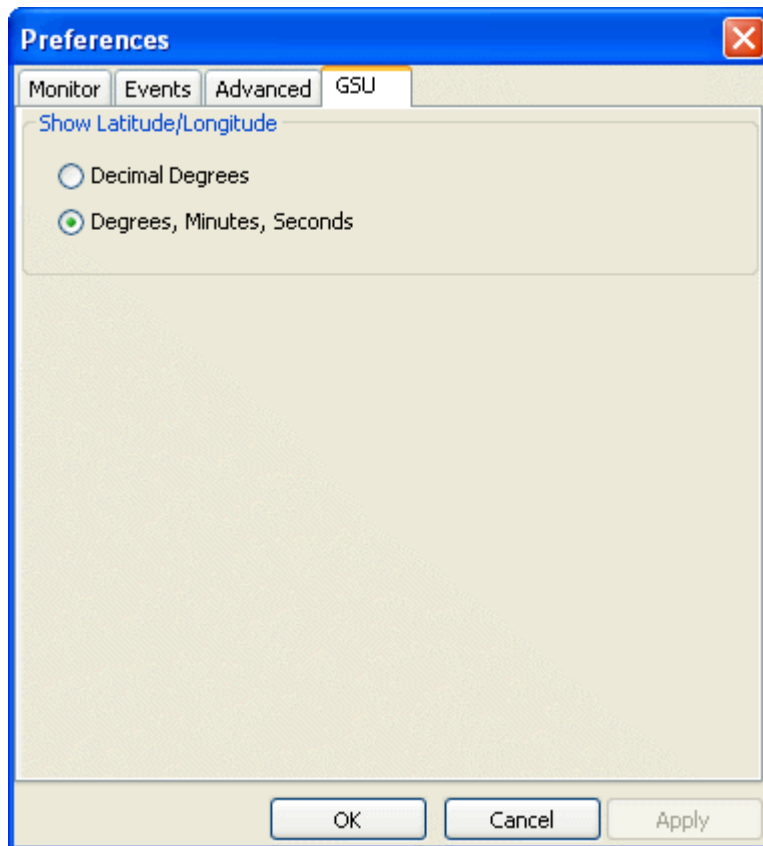 Preferences
Monitor Events Advanced GSU
Show Latitude/Longitude
Decimal Degrees
Degrees, Minutes, Seconds
OK Cancel Apply